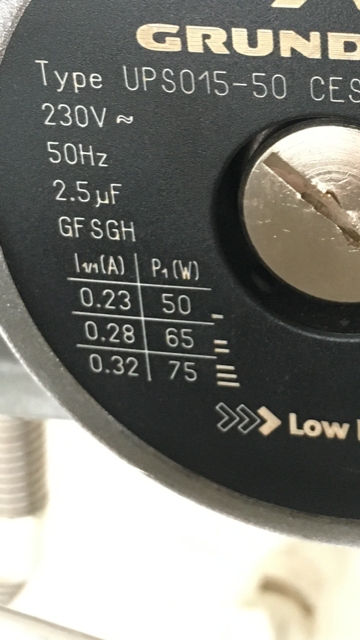 GRUND
Type UPSO15-50 CES
230V ≈
50Hz
2.5µF
GFSGH
I₁/₁(A) P₁(W)
0.23 50
0.28 65
0.32 75
Low